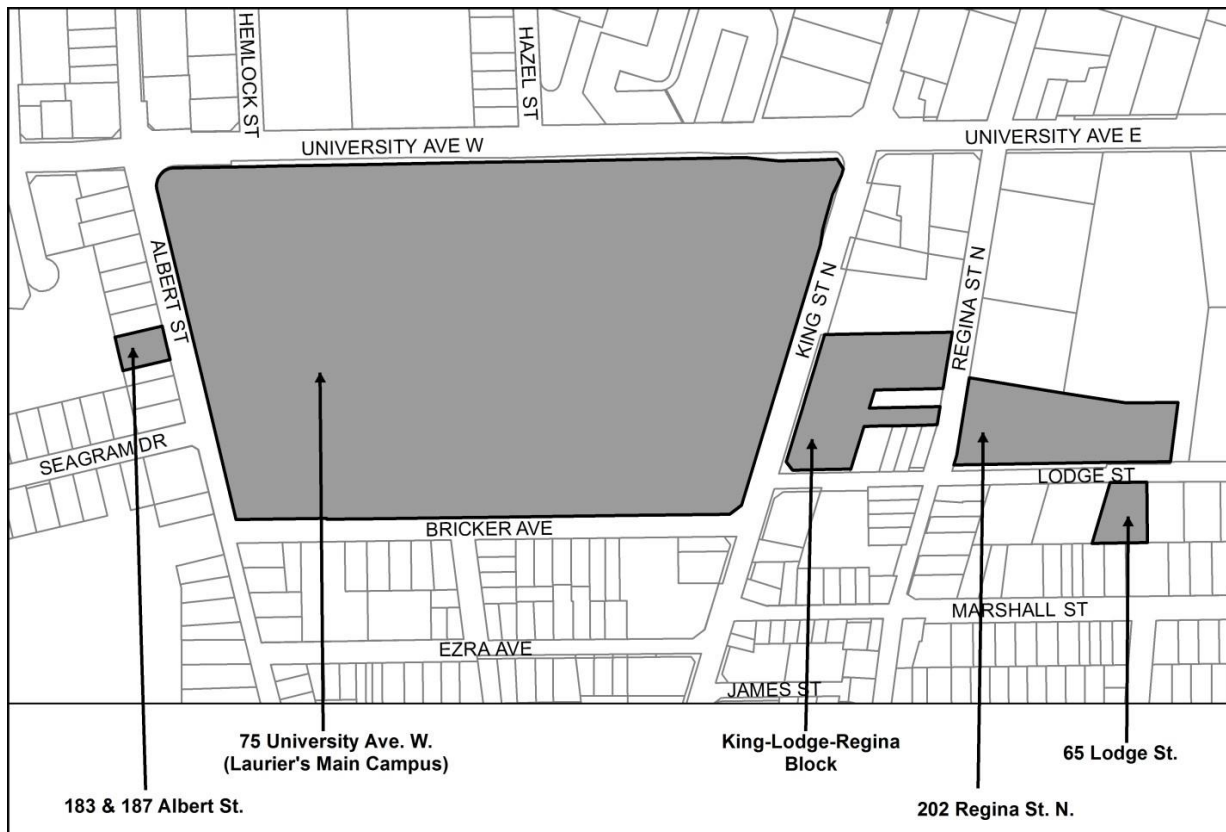 HEMLOCK ST
HAZEL ST
UNIVERSITY AVE W
UNIVERSITY AVE E
ALBERT ST
KING ST N
REGINA ST N
SEAGRAM DR
LODGE ST
BRICKER AVE
MARSHALL ST
EZRA AVE
JAMES ST
75 University Ave. W.
(Laurier's Main Campus)
King-Lodge-Regina
Block
65 Lodge St.
183 & 187 Albert St.
202 Regina St. N.